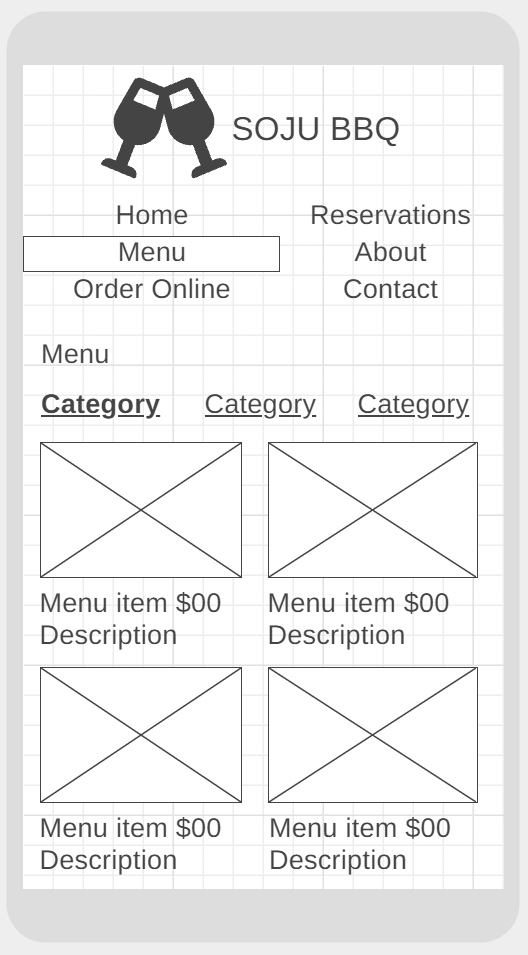 SOJU BBQ
Home Reservations
Menu About
Order Online Contact
Menu
Category Category Category
Menu item $00 Menu item $00
Description Description
Menu item $00 Menu item $00
Description Description